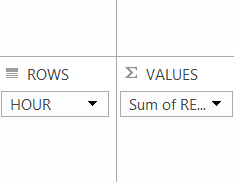 ROWS
Σ VALUES
HOUR
Sum of RE...